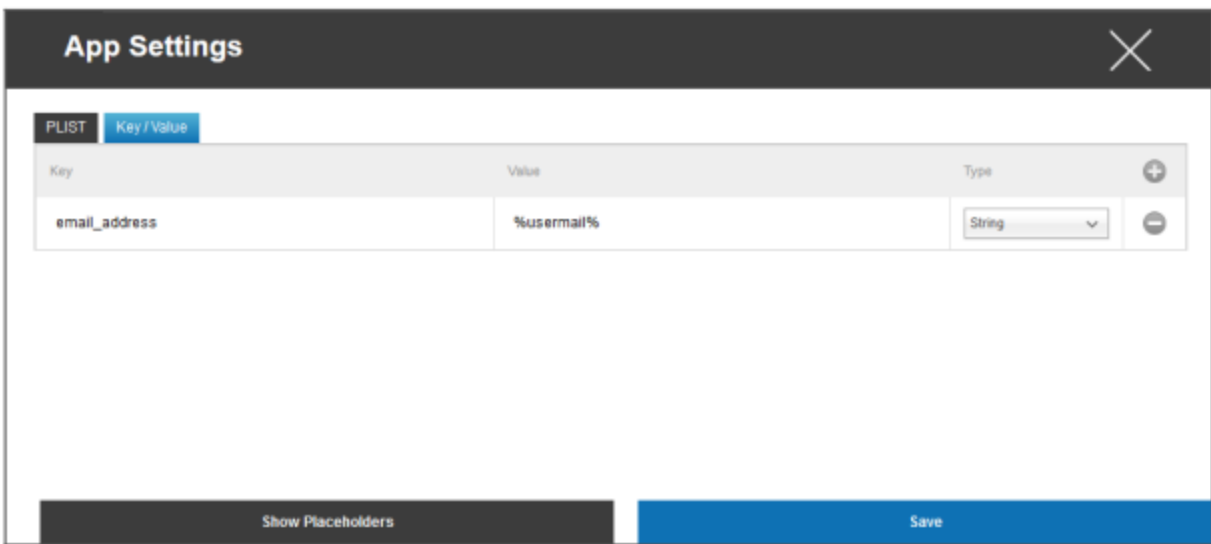 App Settings
PLIST Key / Value
Key Value Type
email_address %usermail% String
Show Placeholders Save